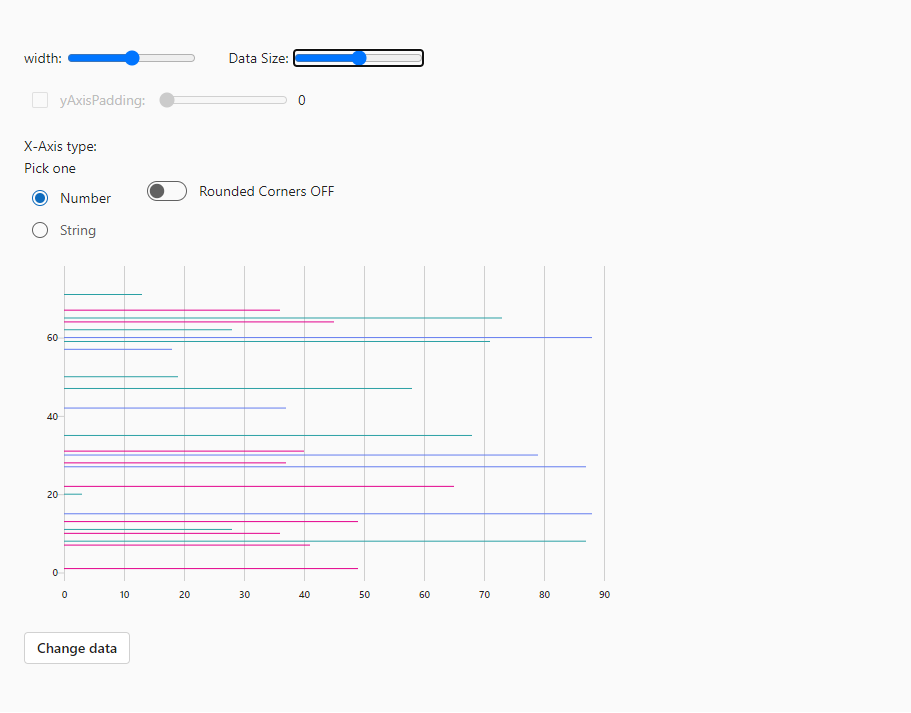 width: Data Size:
yAxisPadding: 0
X-Axis type:
Pick one
Number Rounded Corners OFF
String
60
40
20
0
0 10 20 30 40 50 60 70 80 90
Change data